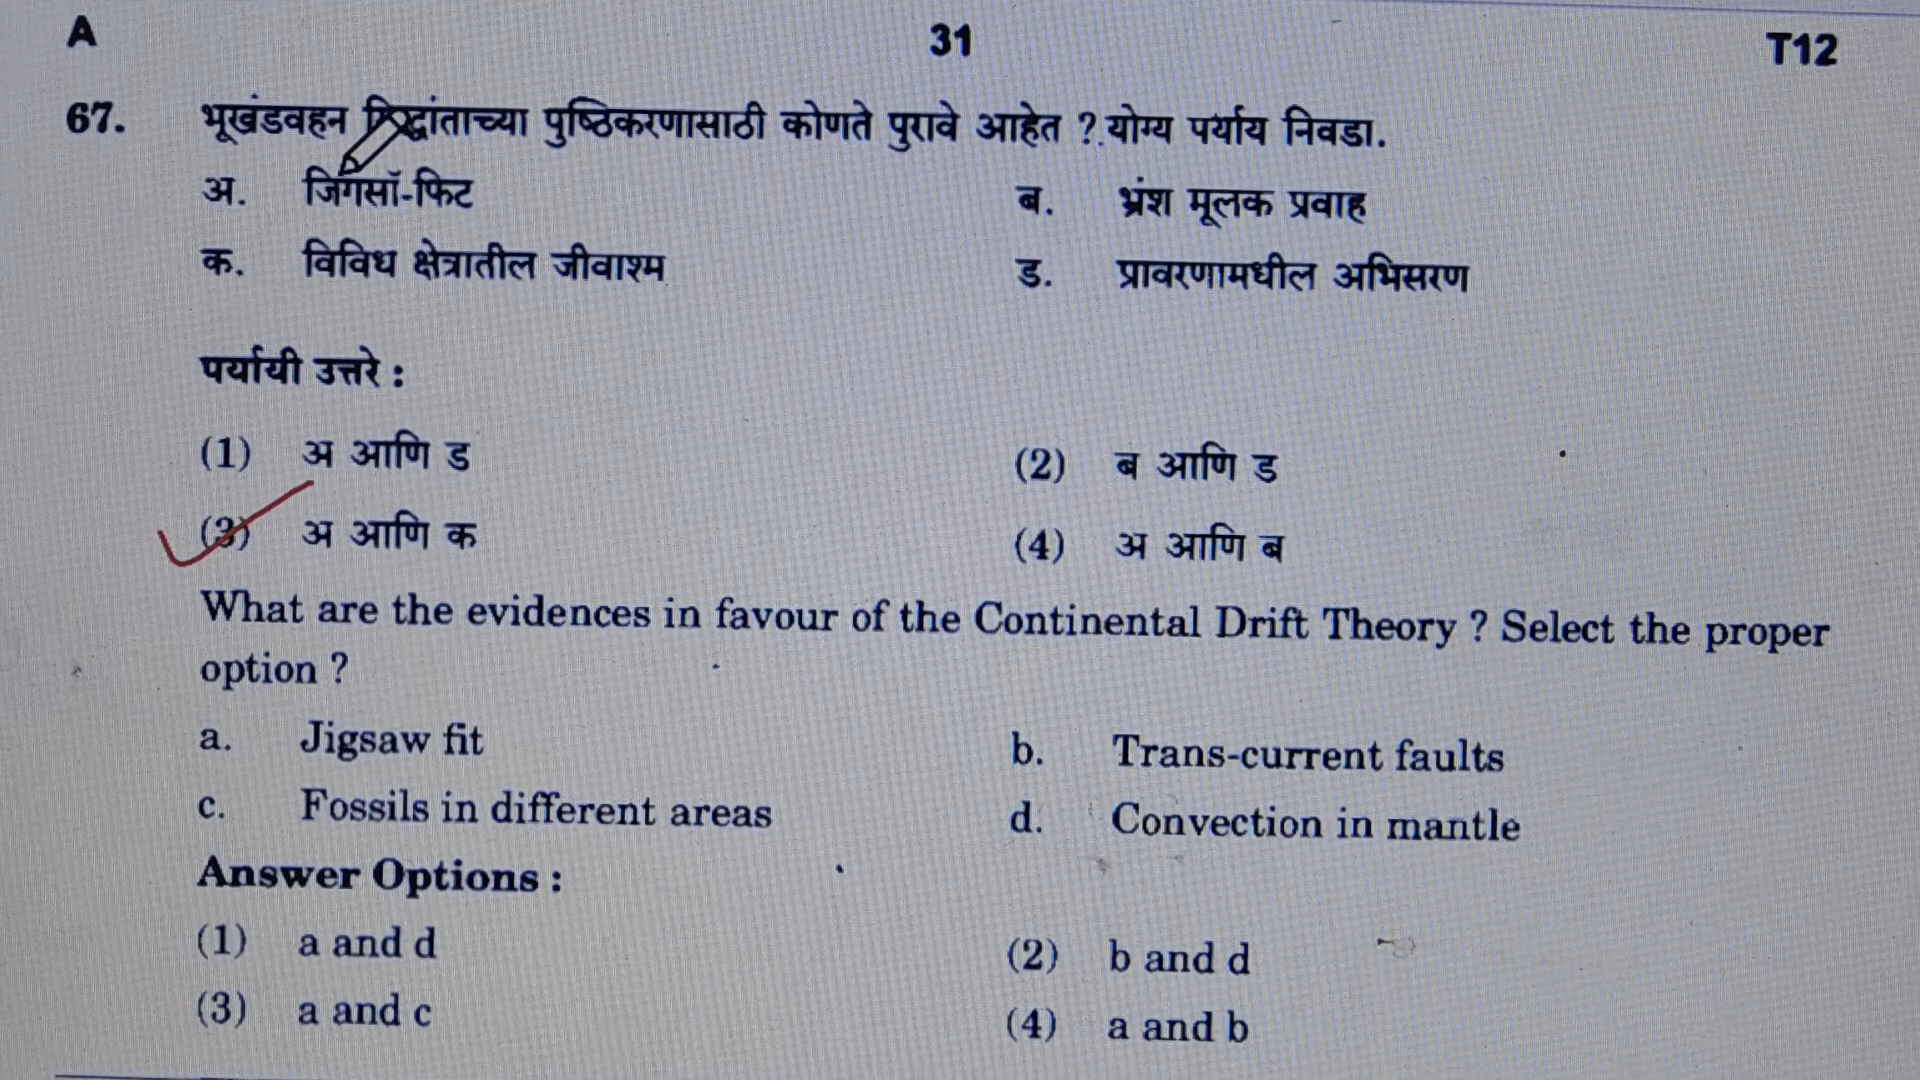 A 31 T12
67. भूखंडवहन सिद्धांताच्या पुष्ठिकरणासाठी कोणते पुरावे आहेत ? योग्य पर्याय निवडा.
अ. जिगसॉ-फिट ब. भ्रंश मूलक प्रवाह
क. विविध क्षेत्रातील जीवाश्म ड. प्रावरणामधील अभिसरण
पर्यायी उत्तरे :
(1) अ आणि ड (2) ब आणि ड
(3) अ आणि क (4) अ आणि ब
What are the evidences in favour of the Continental Drift Theory ? Select the proper
option ?
a. Jigsaw fit b. Trans-current faults
c. Fossils in different areas d. Convection in mantle
Answer Options :
(1) a and d (2) b and d
(3) a and c (4) a and b